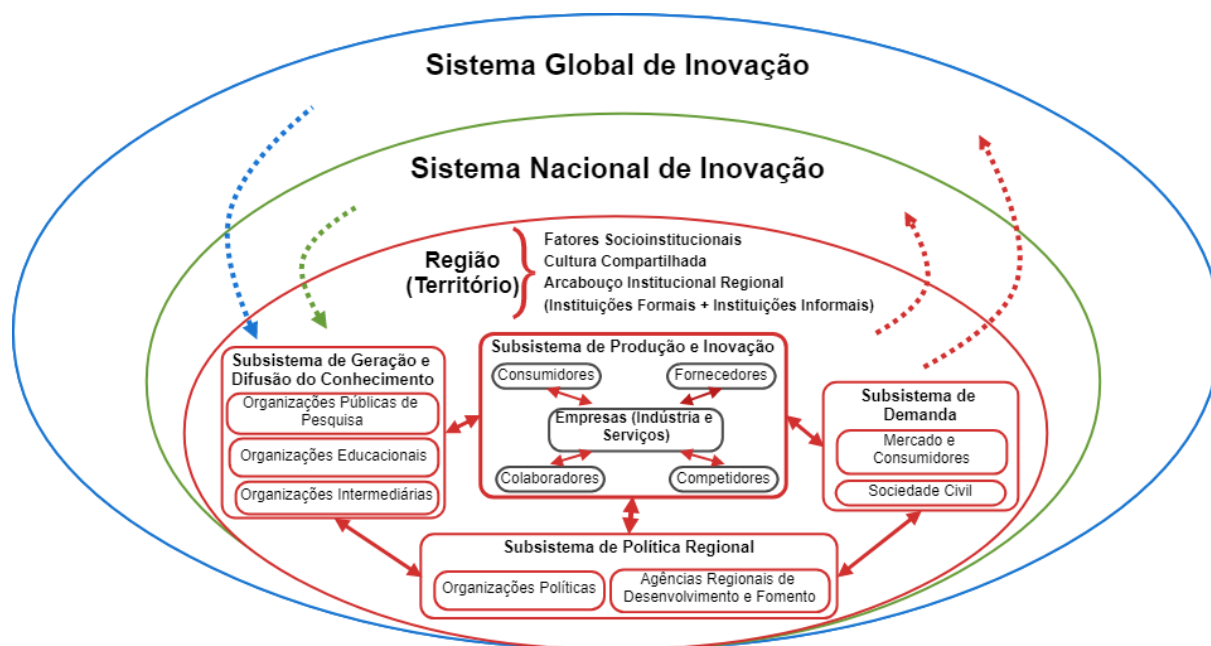 Sistema Global de Inovação
Sistema Nacional de Inovação
Região
(Território)
Fatores Socioinstitucionais
Cultura Compartilhada
Arcabouço Institucional Regional
(Instituições Formais + Instituições Informais)
Subsistema de Geração e
Difusão do Conhecimento
Organizações Públicas de
Pesquisa
Organizações Educacionais
Organizações Intermediárias
Subsistema de Produção e Inovação
Consumidores
Fornecedores
Empresas (Indústria e
Serviços)
Colaboradores
Competidores
Subsistema de
Demanda
Mercado e
Consumidores
Sociedade Civil
Subsistema de Política Regional
Organizações Políticas
Agências Regionais de
Desenvolvimento e Fomento